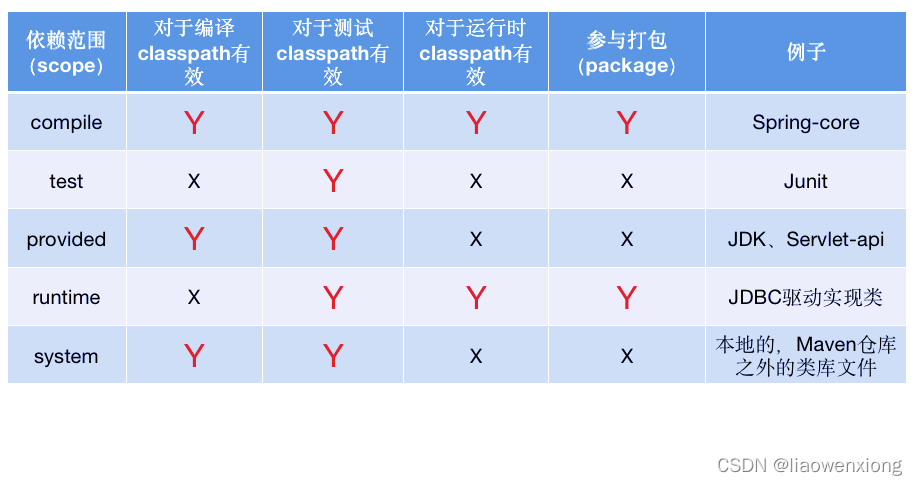 依赖范围 对于编译 对于测试 对于运行时 参与打包 例子
(scope) classpath有 classpath有 classpath有效 (package)
效 效
compile Y Y Y Y Spring-core
test X Y X X Junit
provided Y Y X X JDK、Servlet-api
runtime X Y Y Y JDBC驱动实现类
system Y Y X X 本地的，Maven仓库
之外的类库文件
CSDN @liaowenxiong